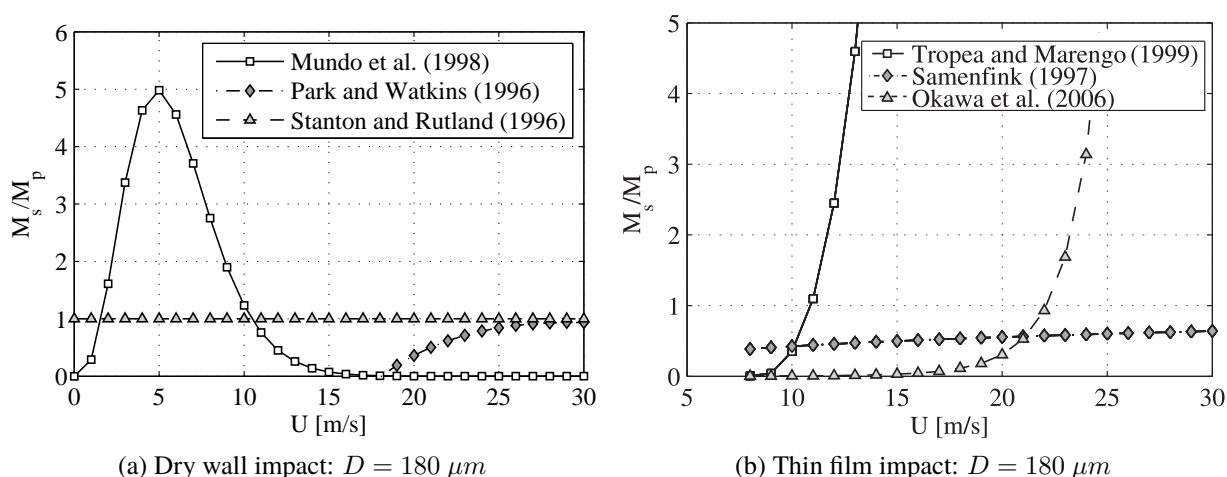 6
5
4
3
2
1
0
M_s/M_p
Mundo et al. (1998)
Park and Watkins (1996)
Stanton and Rutland (1996)
0 5 10 15 20 25 30
U [m/s]
(a) Dry wall impact: D = 180 μm
5
4
3
2
1
0
M_s/M_p
Tropea and Marengo (1999)
Samenfink (1997)
Okawa et al. (2006)
5 10 15 20 25 30
U [m/s]
(b) Thin film impact: D = 180 μm